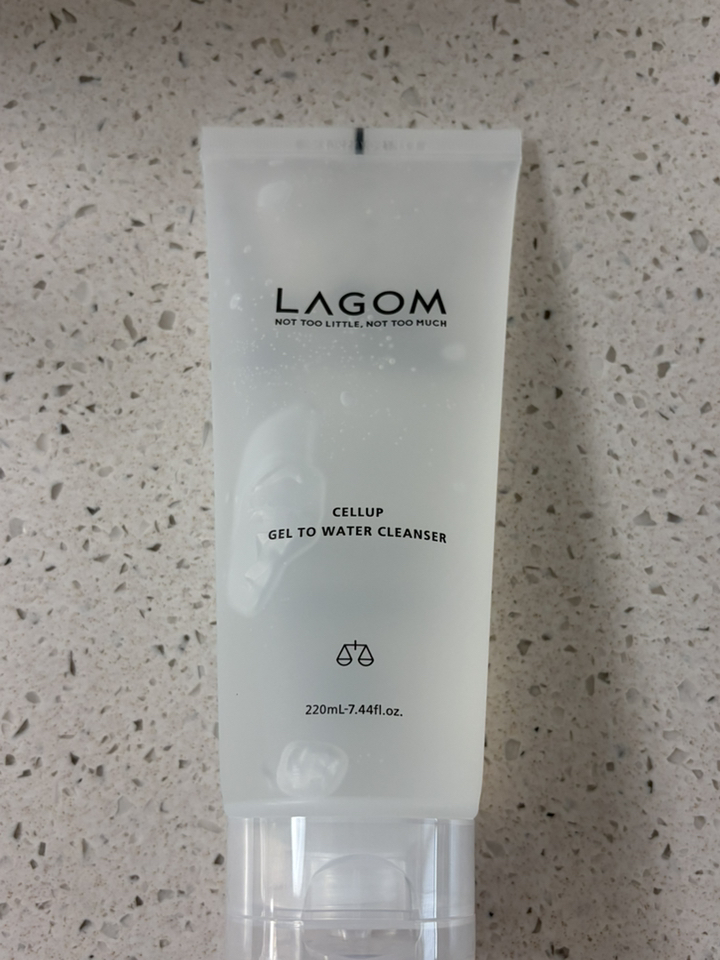 LAGOM
NOT TOO LITTLE, NOT TOO MUCH
CELLUP
GEL TO WATER CLEANSER
220mL-7.44fl.oz.